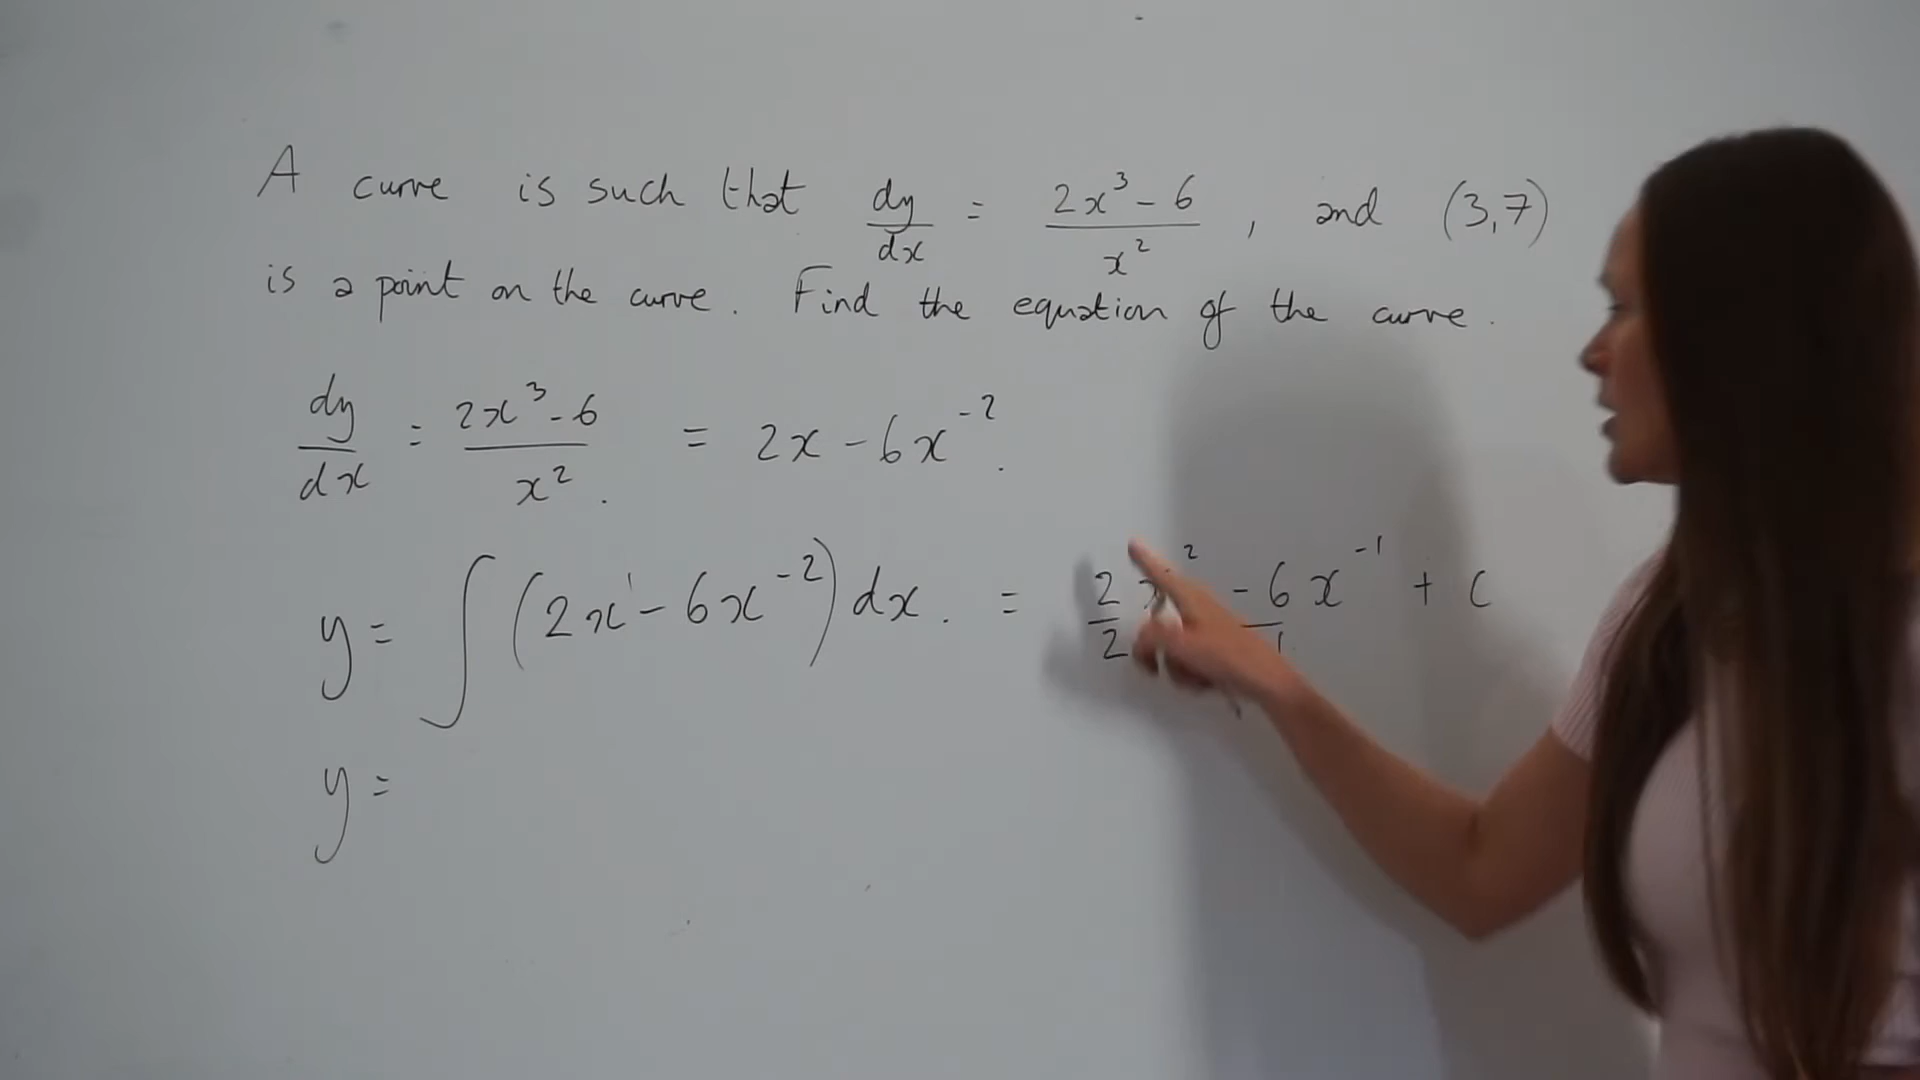 A curve is such that dy/dx = (2x³ - 6)/x², and (3,7)
is a point on the curve. Find the equation of the curve.
dy/dx = (2x³ - 6)/x². = 2x - 6x⁻².
y = ∫(2x¹ - 6x⁻²) dx. = 2/2 x² - 6x⁻¹ + C
y =